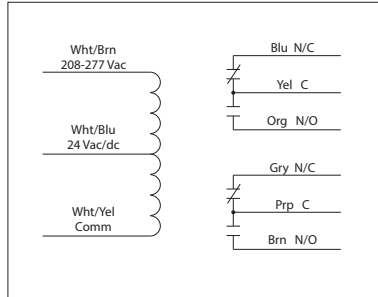 Wht/Brn
208-277 Vac
Wht/Blu
24 Vac/dc
Wht/Yel
Comm
Blu N/C
Yel C
Org N/O
Gry N/C
Prp C
Brn N/O